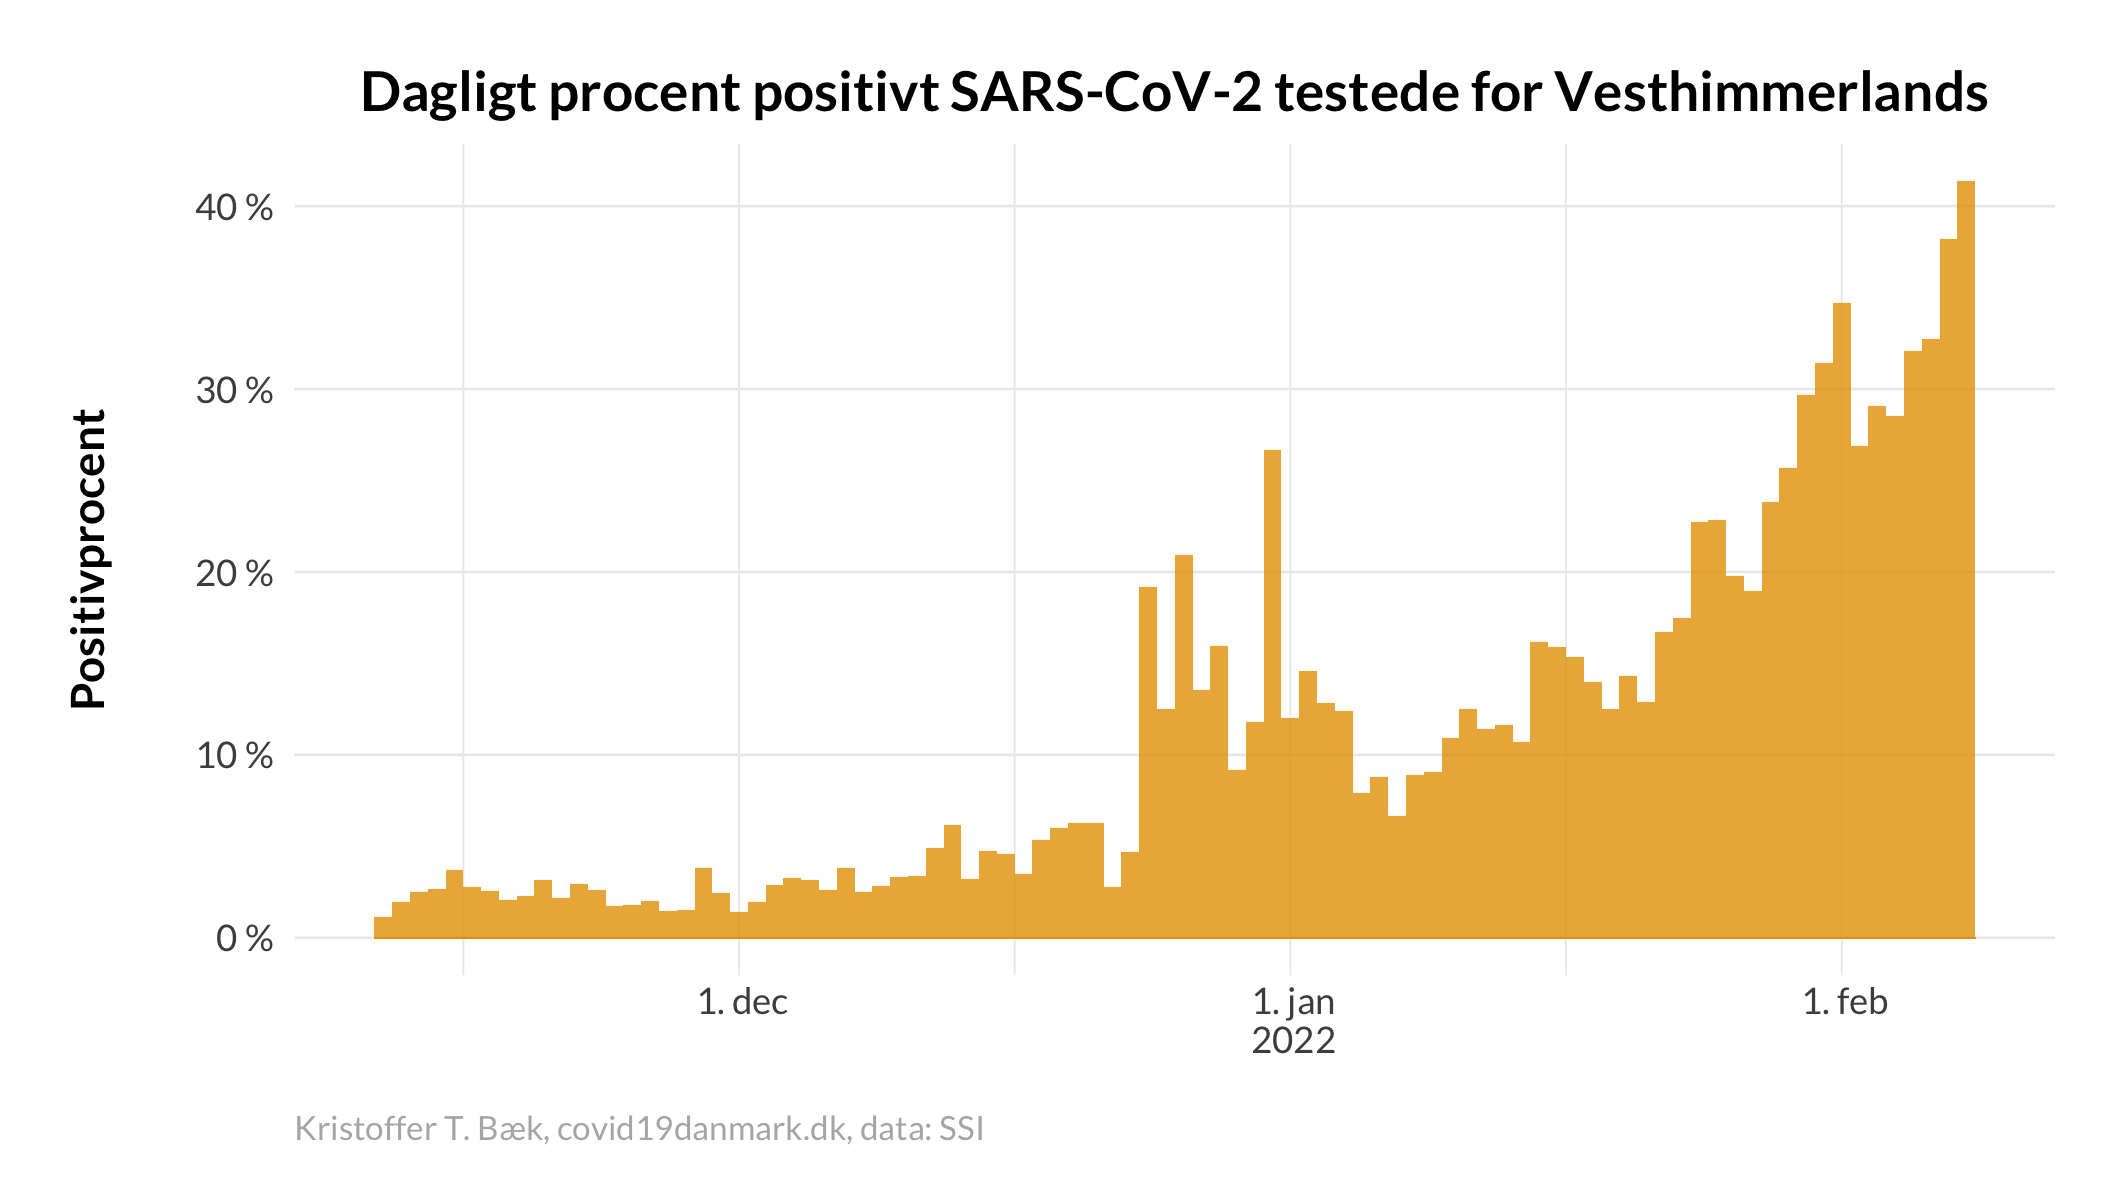 Dagligt procent positivt SARS-CoV-2 testede for Vesthimmerlands
Positivprocent
40 %
30 %
20 %
10 %
0 %
1. dec
1. jan
2022
1. feb
Kristoffer T. Bæk, covid19danmark.dk, data: SSI